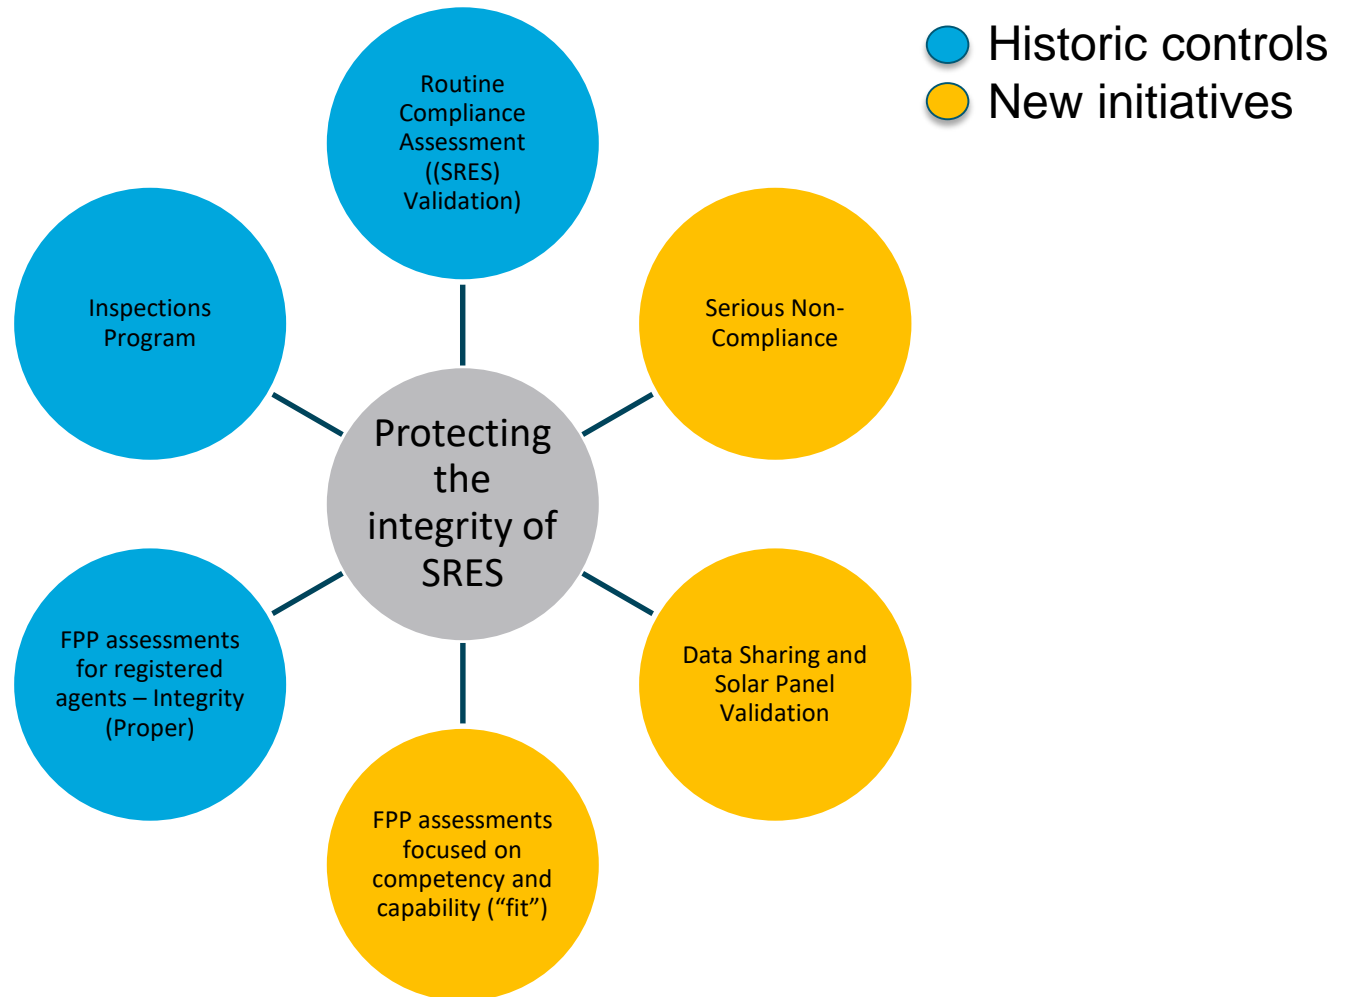 Historic controls
New initiatives
Routine
Compliance
Assessment
((SRES)
Validation)
Inspections
Program
Serious Non-
Compliance
Protecting
the
integrity of
SRES
FPP assessments
for registered
agents – Integrity
(Proper)
Data Sharing and
Solar Panel
Validation
FPP assessments
focused on
competency and
capability (“fit”)